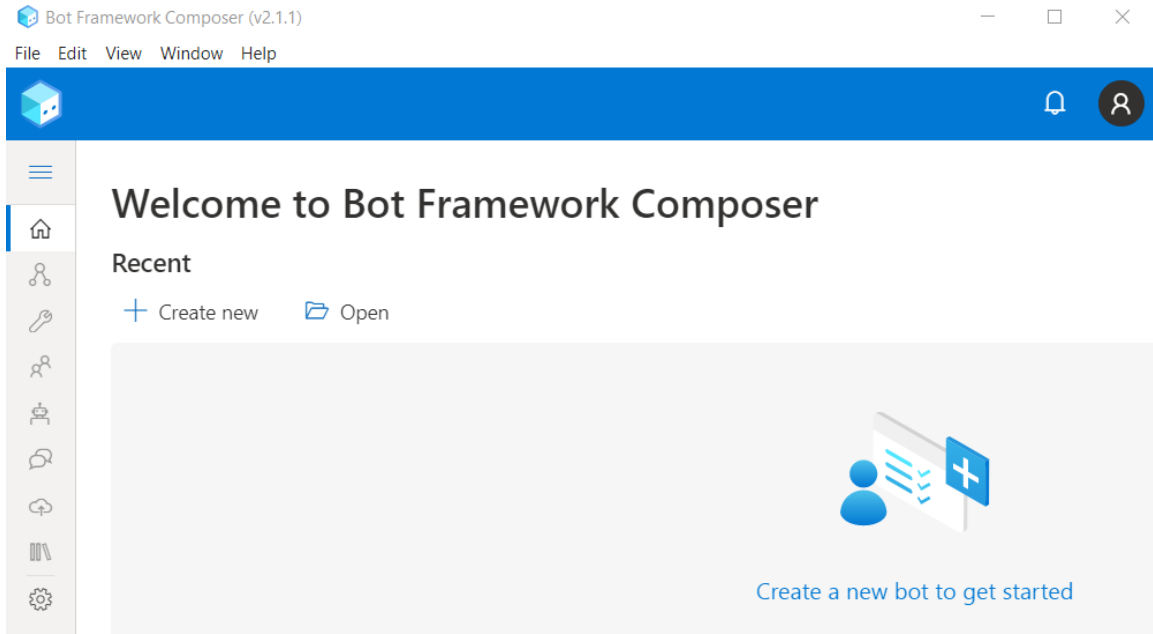 Bot Framework Composer (v2.1.1)
File Edit View Window Help
Welcome to Bot Framework Composer
Recent
Create new Open
Create a new bot to get started